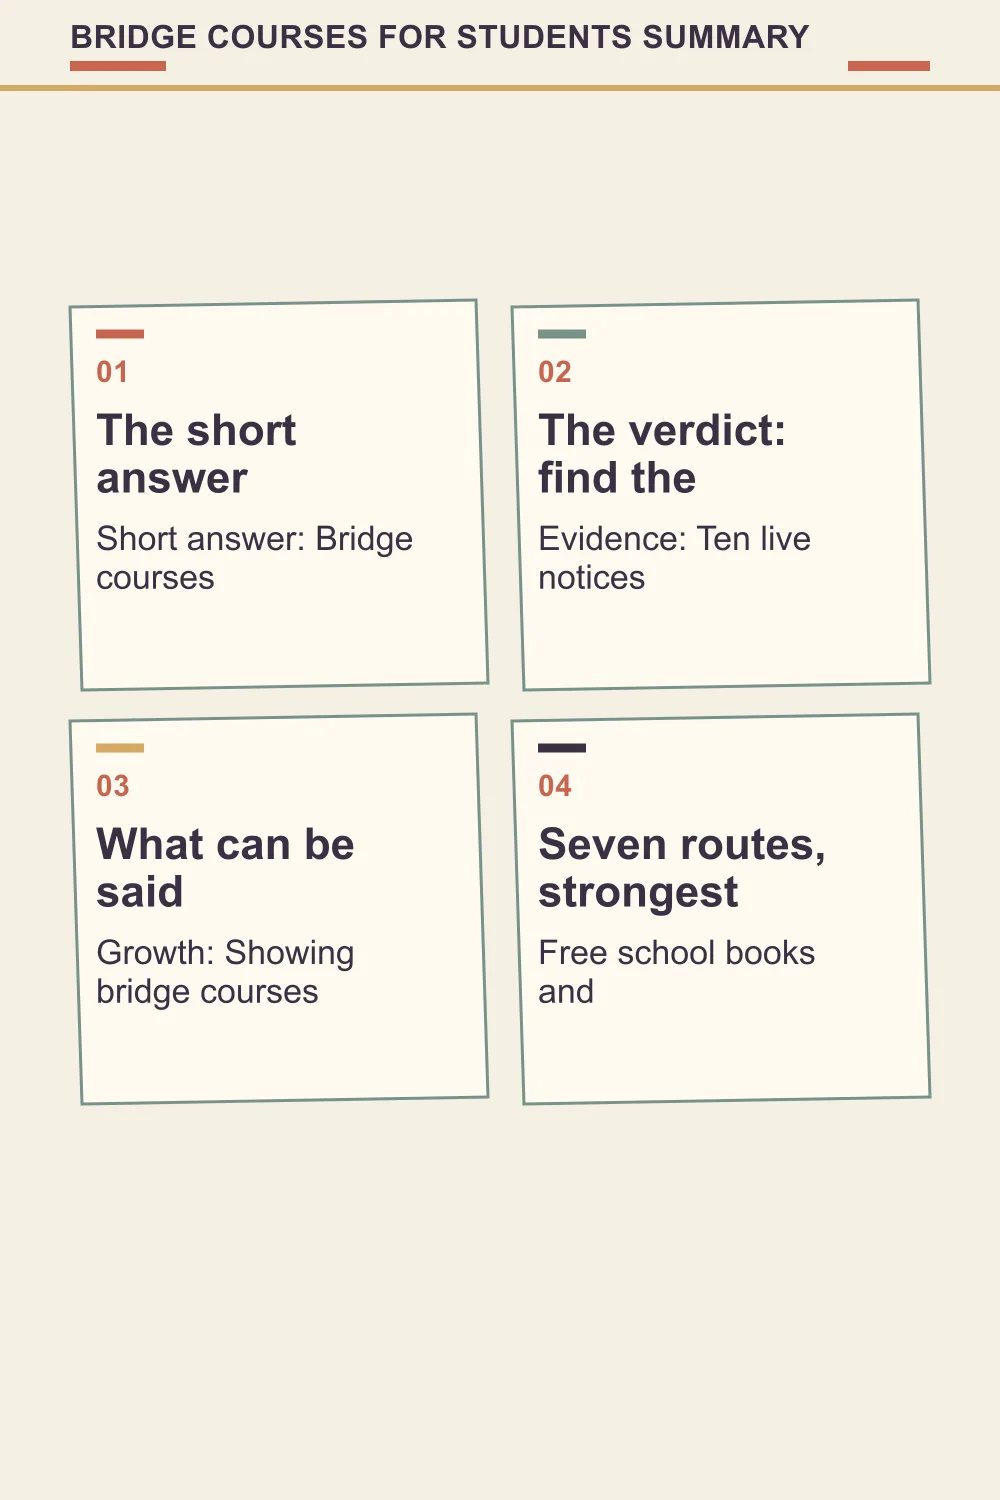 BRIDGE COURSES FOR STUDENTS SUMMARY
01
The short
answer
Short answer: Bridge
courses
02
The verdict:
find the
Evidence: Ten live
notices
03
What can be
said
Growth: Showing
bridge courses
04
Seven routes,
strongest
Free school books
and